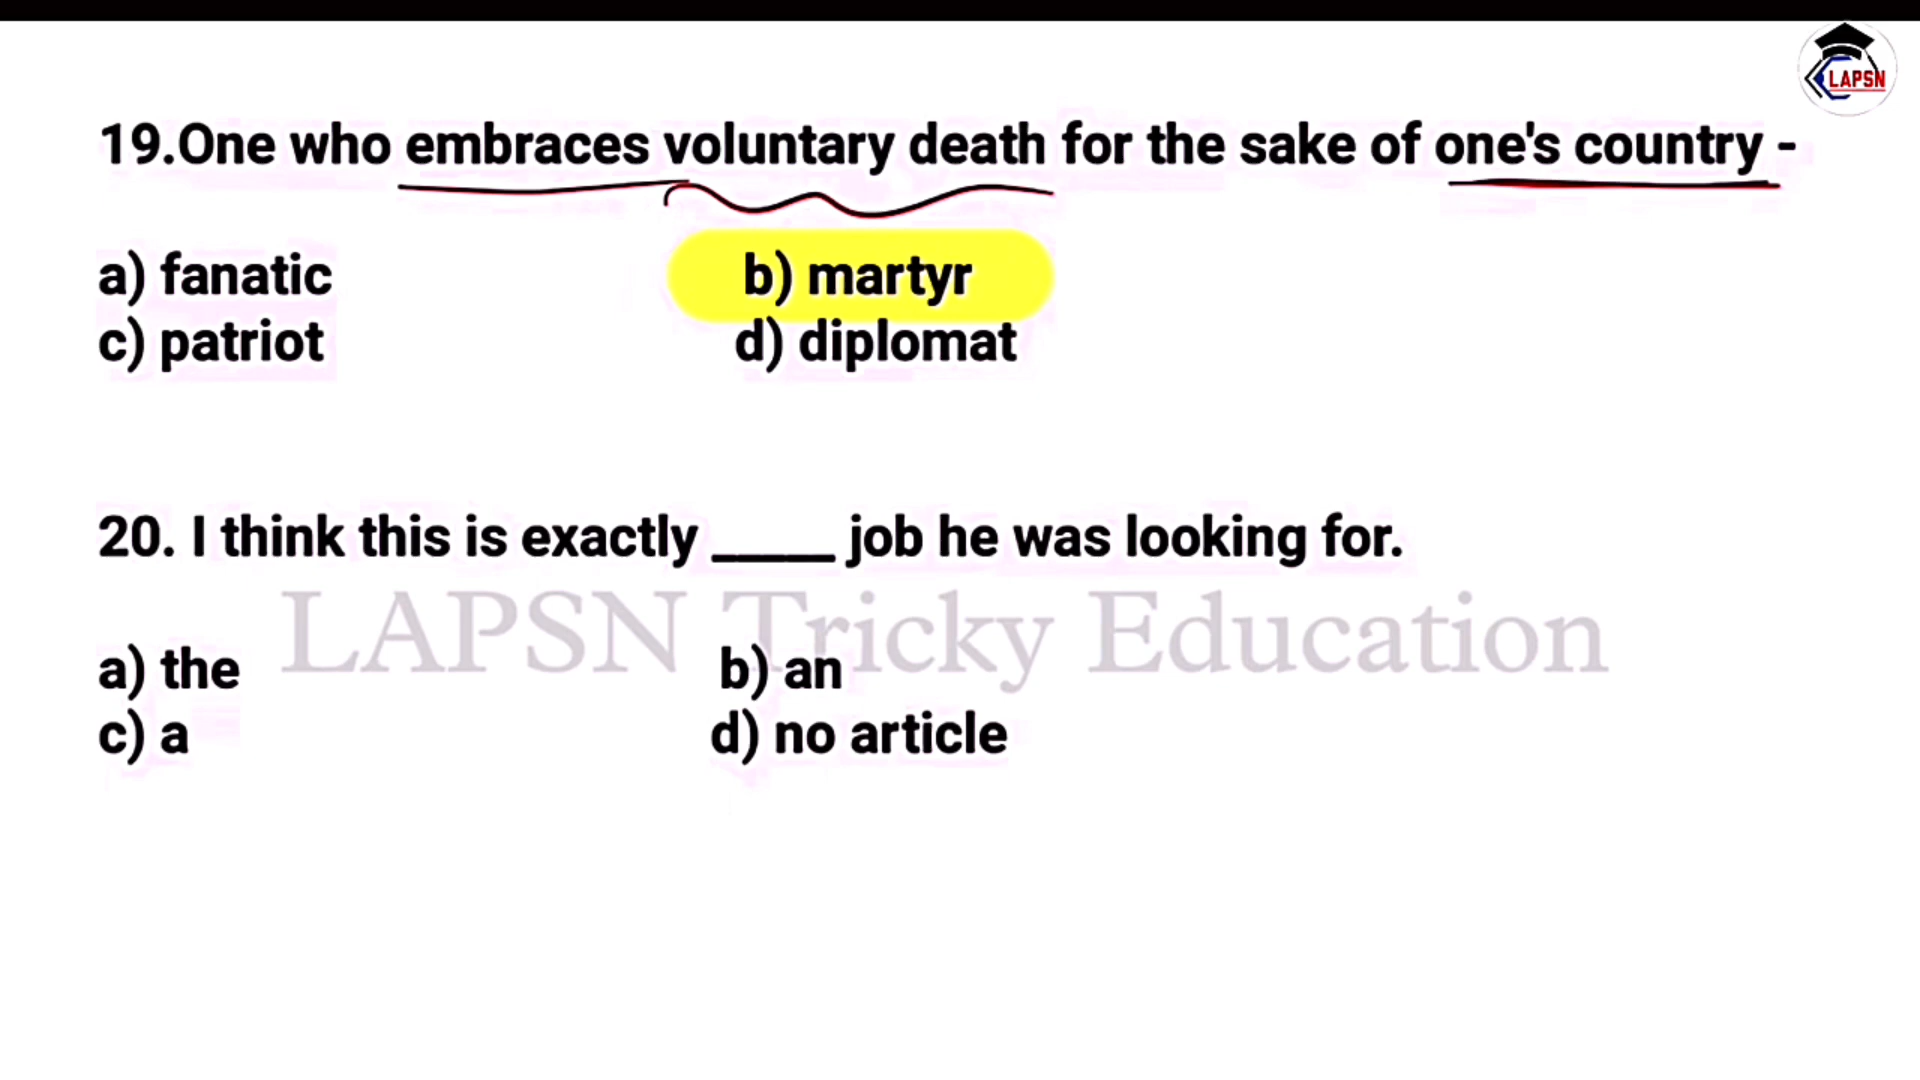 LAPSN
19.One who embraces voluntary death for the sake of one's country -
a) fanatic b) martyr
c) patriot d) diplomat
20. I think this is exactly _____ job he was looking for.
LAPSN Tricky Education
a) the b) an
c) a d) no article